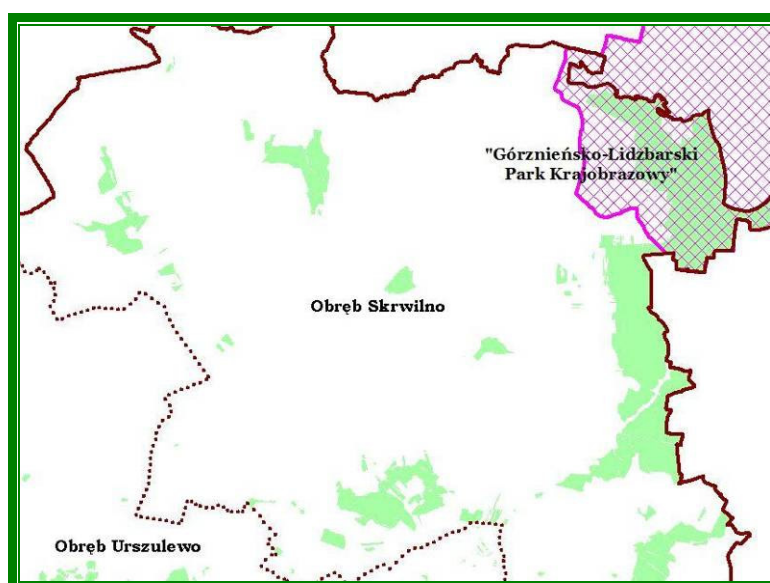 "Górznieńsko-Lidzbarski
Park Krajobrazowy"
Obręb Skrwilno
Obręb Urszulewo